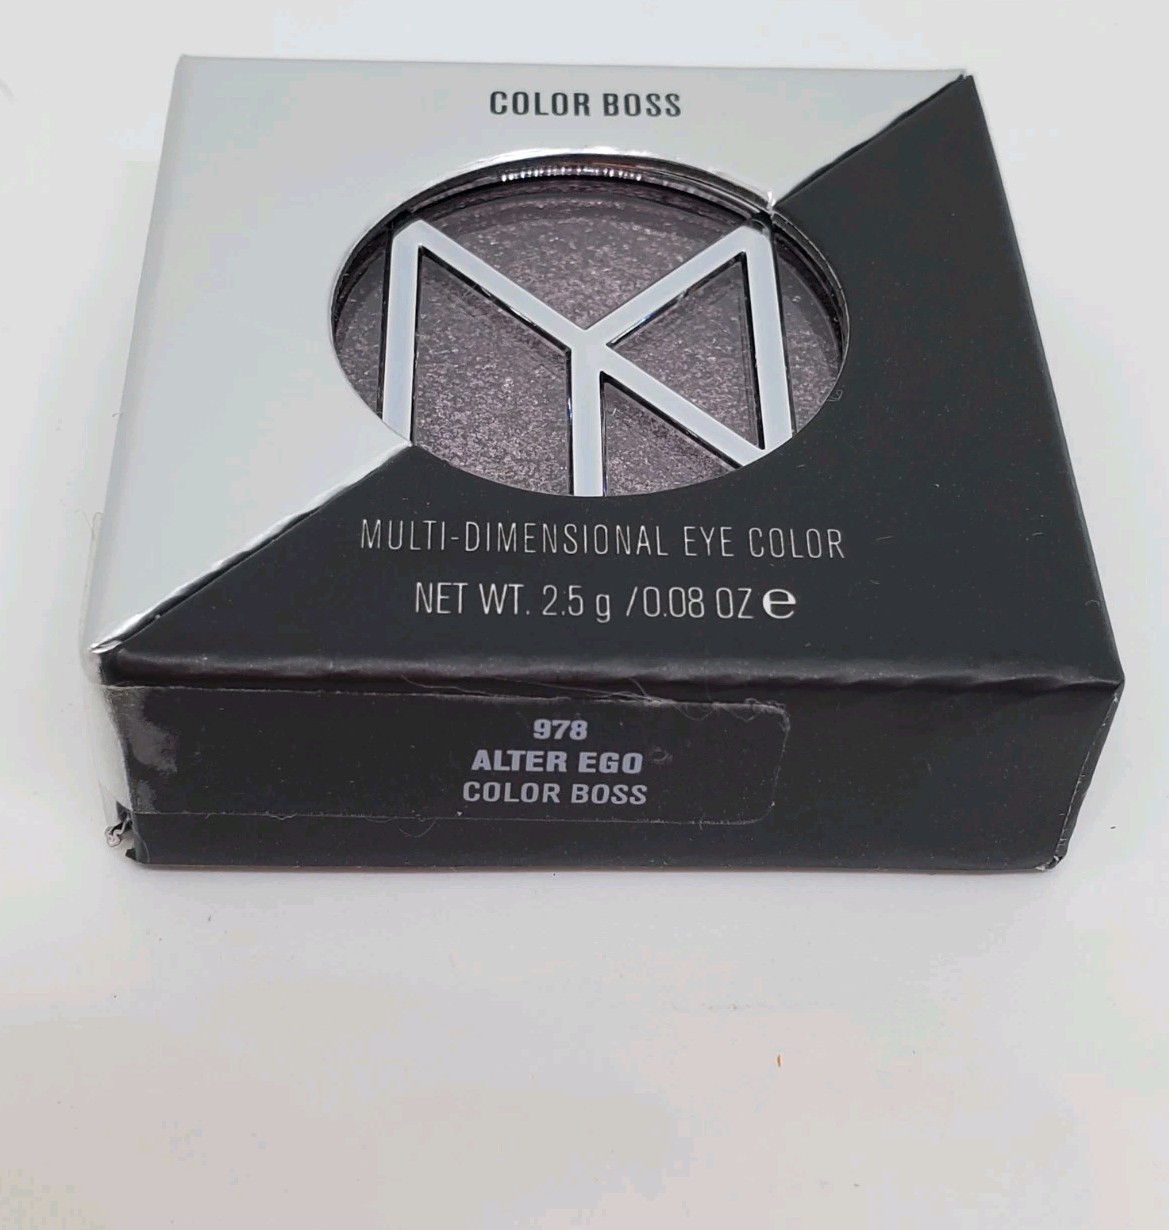 COLOR BOSS
MULTI-DIMENSIONAL EYE COLOR
NET WT. 2.5 g / 0.08 OZ e
978
ALTER EGO
COLOR BOSS